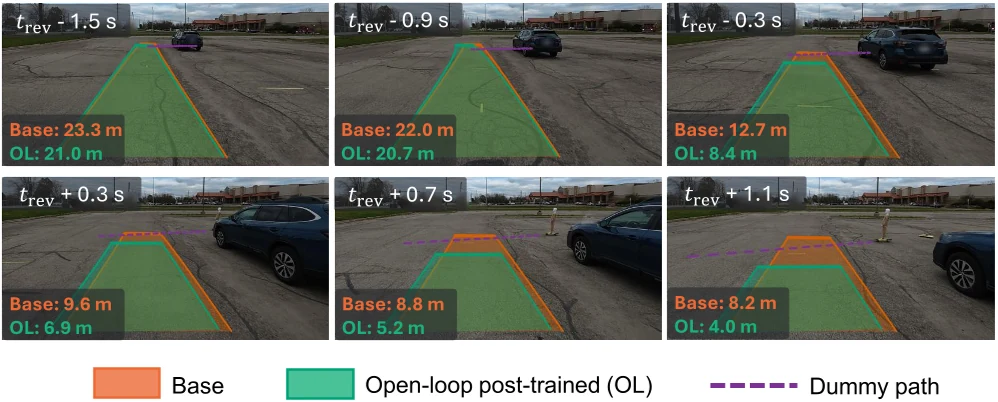 t_rev - 1.5 s
Base: 23.3 m
OL: 21.0 m
t_rev - 0.9 s
Base: 22.0 m
OL: 20.7 m
t_rev - 0.3 s
Base: 12.7 m
OL: 8.4 m
t_rev + 0.3 s
Base: 9.6 m
OL: 6.9 m
t_rev + 0.7 s
Base: 8.8 m
OL: 5.2 m
t_rev + 1.1 s
Base: 8.2 m
OL: 4.0 m
Base
Open-loop post-trained (OL)
Dummy path